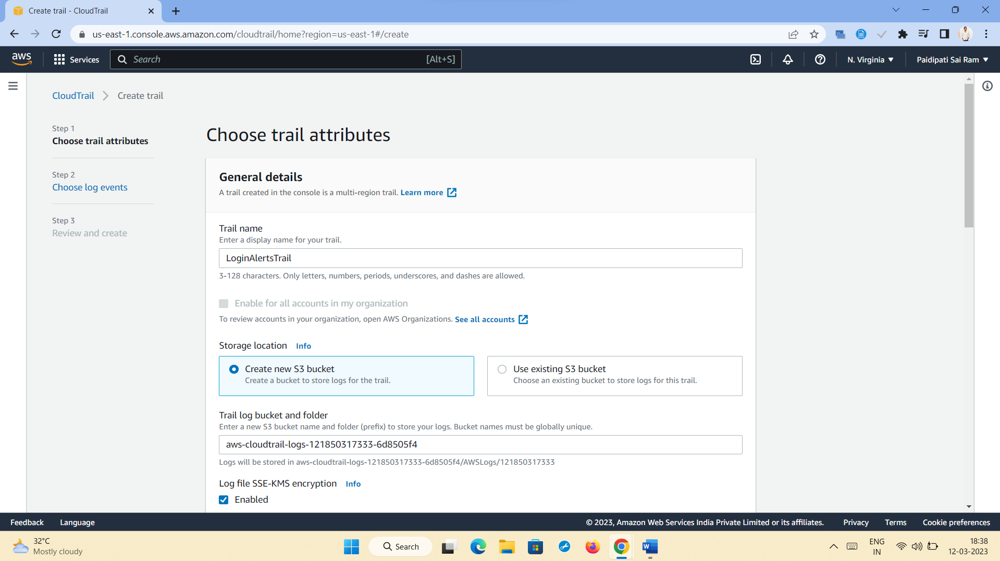 Create trail - CloudTrail
us-east-1.console.aws.amazon.com/cloudtrail/home?region=us-east-1#/create
aws
Services
Search
[Alt+S]
N. Virginia
Paidipati Sai Ram
CloudTrail
Create trail
Step 1
Choose trail attributes
Step 2
Choose log events
Step 3
Review and create
Choose trail attributes
General details
A trail created in the console is a multi-region trail. Learn more
Trail name
Enter a display name for your trail.
LoginAlertsTrail
3-128 characters. Only letters, numbers, periods, underscores, and dashes are allowed.
Enable for all accounts in my organization
To review accounts in your organization, open AWS Organizations. See all accounts
Storage location Info
Create new S3 bucket
Create a bucket to store logs for the trail.
Use existing S3 bucket
Choose an existing bucket to store logs for this trail.
Trail log bucket and folder
Enter a new S3 bucket name and folder (prefix) to store your logs. Bucket names must be globally unique.
aws-cloudtrail-logs-121850317333-6d8505f4
Logs will be stored in aws-cloudtrail-logs-121850317333-6d8505f4/AWSLogs/121850317333
Log file SSE-KMS encryption Info
Enabled
Feedback
Language
© 2023, Amazon Web Services India Private Limited or its affiliates.
Privacy
Terms
Cookie preferences
32°C
Mostly cloudy
Search
W
ENG
IN
18:38
12-03-2023